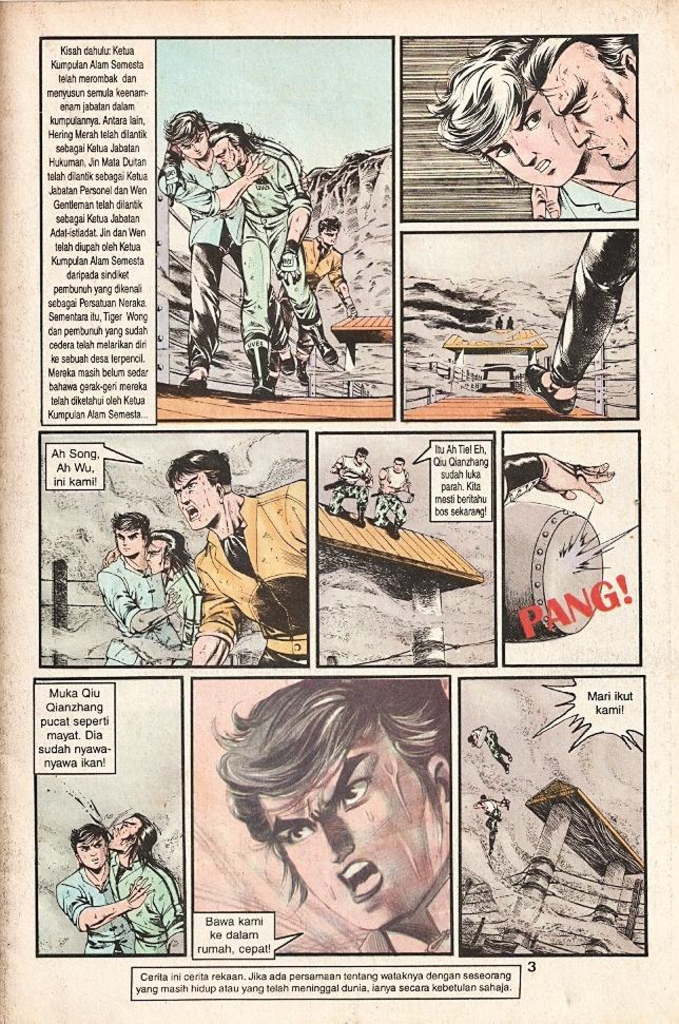 Kisah dahulu: Ketua
Kumpulan Alam Semesta
telah merombak dan
menyusun semula keenam-
enam jabatan dalam
kumpulannya. Antara lain,
Hering Merah telah dilantik
sebagai Ketua Jabatan
Hukuman, Jin Mata Duitan
telah dilantik sebagai Ketua
Jabatan Personel dan Wen
Gentleman telah dilantik
sebagai Ketua Jabatan
Adat-istiadat. Jin dan Wen
telah diupah oleh Ketua
Kumpulan Alam Semesta
daripada sindiket
pembunuh yang dikenali
sebagai Persatuan Neraka.
Sementara itu, Tiger Wong
dan pembunuh yang sudah
cedera telah melarikan diri
ke sebuah desa terpencil.
Mereka masih belum sedar
bahawa gerak-geri mereka
telah diketahui oleh Ketua
Kumpulan Alam Semesta...
Ah Song,
Ah Wu,
ini kami!
Itu Ah Tie! Eh,
Qiu Qianzhang
sudah luka
parah. Kita
mesti beritahu
bos sekarang!
PANG!
Muka Qiu
Qianzhang
pucat seperti
mayat. Dia
sudah nyawa-
nyawa ikan!
Bawa kami
ke dalam
rumah, cepat!
Mari ikut
kami!
3
Cerita ini cerita rekaan. Jika ada persamaan tentang wataknya dengan seseorang
yang masih hidup atau yang telah meninggal dunia, ianya secara kebetulan sahaja.